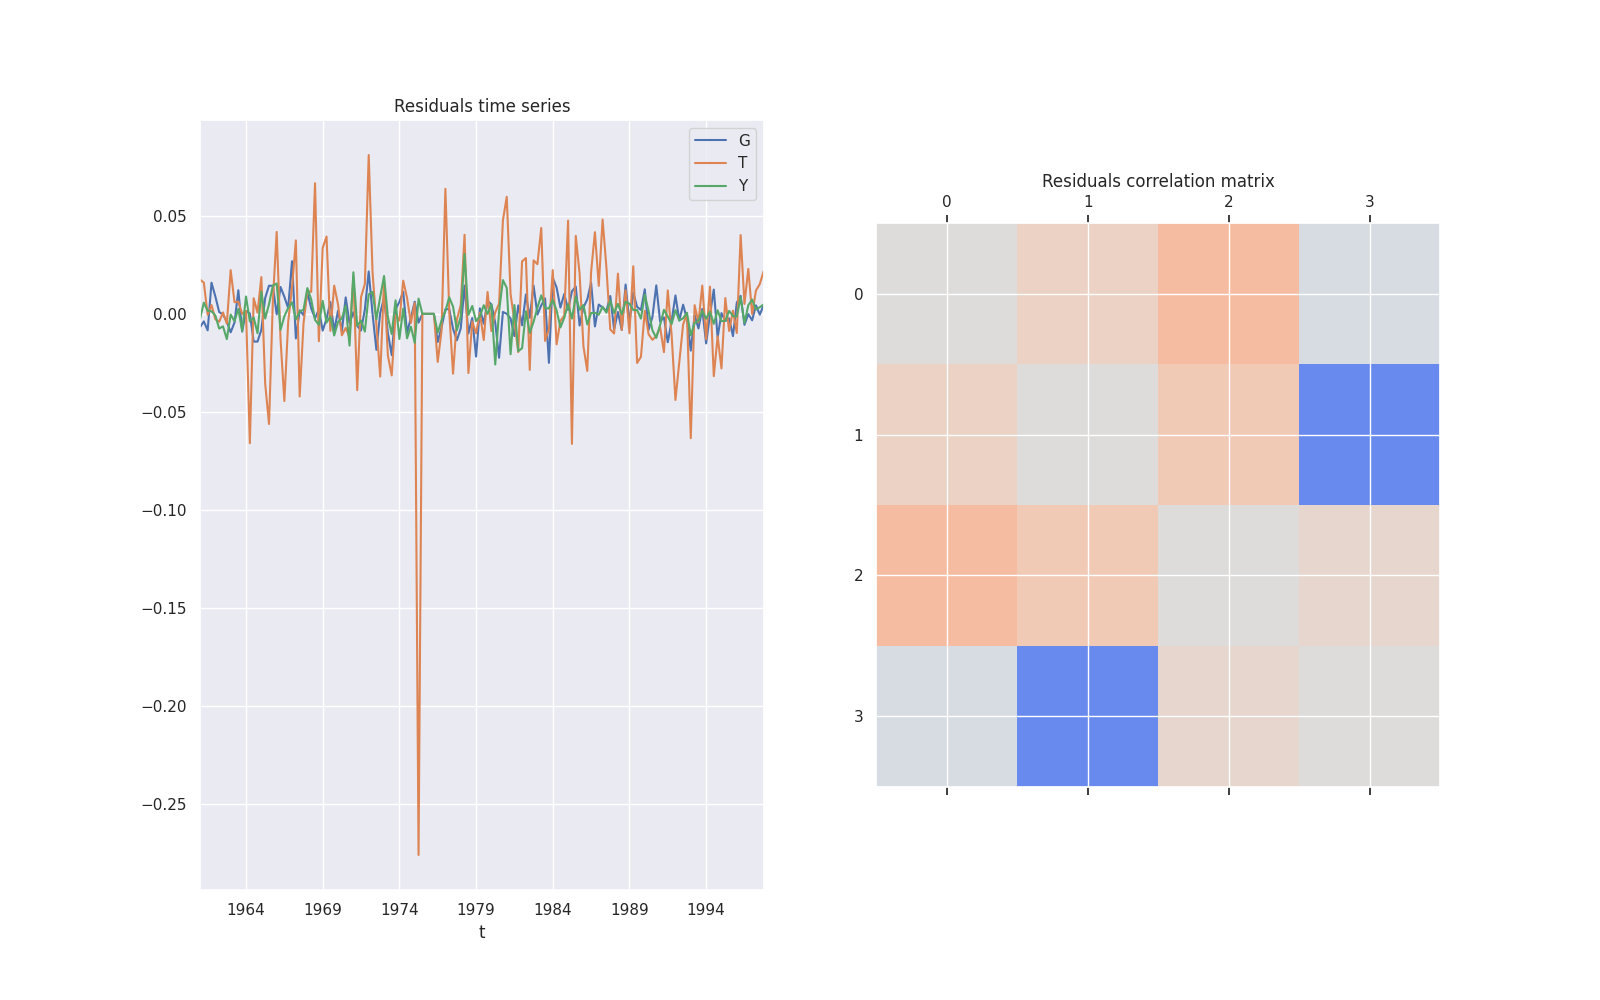 Residuals time series
G
T
Y
0.05
0.00
−0.05
−0.10
−0.15
−0.20
−0.25
1964 1969 1974 1979 1984 1989 1994
t
Residuals correlation matrix
0 1 2 3
0
1
2
3